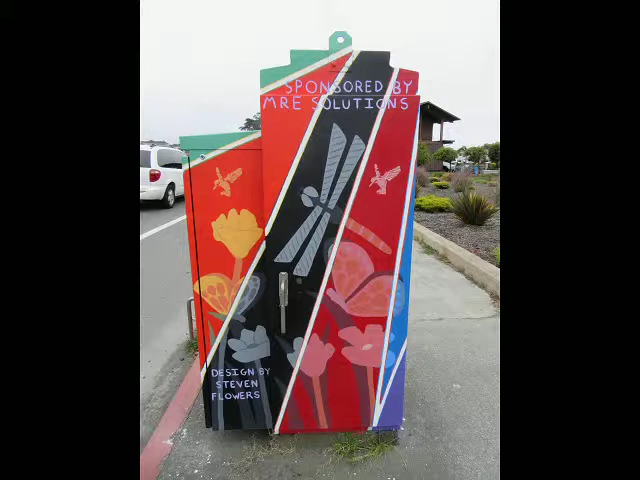 SPONSORED BY
MRE SOLUTIONS
DESIGN BY
STEVEN
FLOWERS